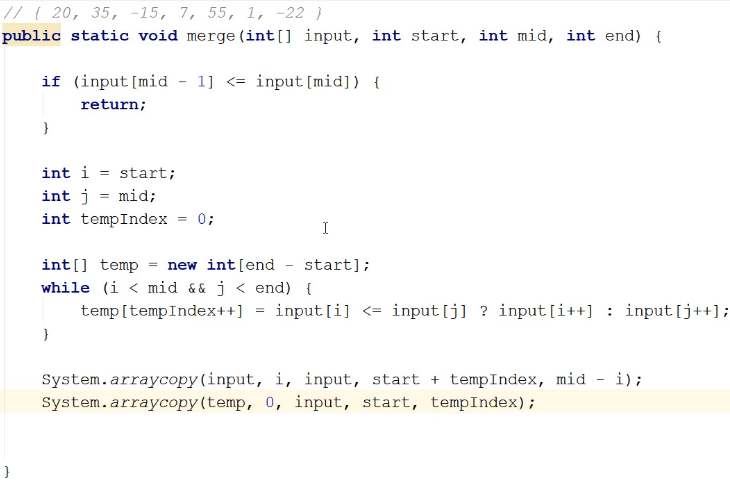 // { 20, 35, -15, 7, 55, 1, -22 }
public static void merge(int[] input, int start, int mid, int end) {
if (input[mid - 1] <= input[mid]) {
return;
}
int i = start;
int j = mid;
int tempIndex = 0;
int[] temp = new int[end - start];
while (i < mid && j < end) {
temp[tempIndex++] = input[i] <= input[j] ? input[i++] : input[j++];
}
System.arraycopy(input, i, input, start + tempIndex, mid - i);
System.arraycopy(temp, 0, input, start, tempIndex);
}